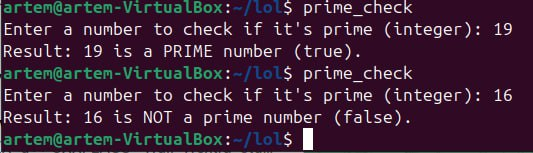 artem@artem-VirtualBox:~/lol$ prime_check
Enter a number to check if it's prime (integer): 19
Result: 19 is a PRIME number (true).
artem@artem-VirtualBox:~/lol$ prime_check
Enter a number to check if it's prime (integer): 16
Result: 16 is NOT a prime number (false).
artem@artem-VirtualBox:~/lol$